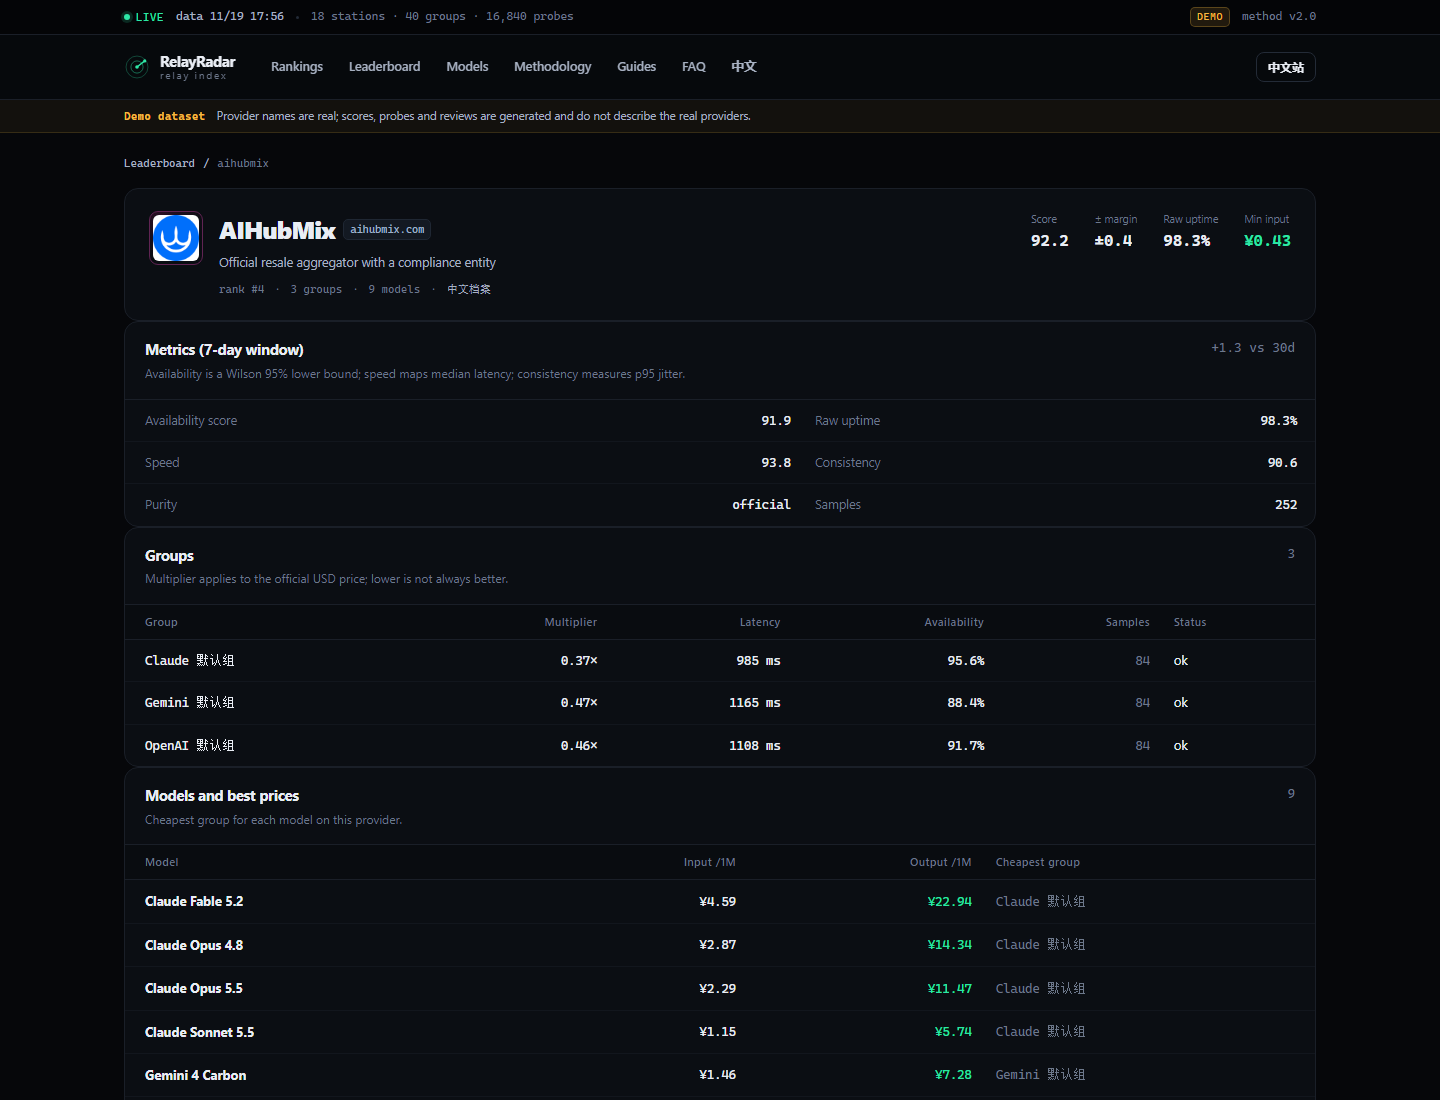 LIVE data 11/19 17:56 · 18 stations · 40 groups · 16,840 probes DEMO method v2.0
RelayRadar
relay index
Rankings Leaderboard Models Methodology Guides FAQ 中文 中文站
Demo dataset Provider names are real; scores, probes and reviews are generated and do not describe the real providers.
Leaderboard / aihubmix
AIHubMix aihubmix.com
Official resale aggregator with a compliance entity
rank #4 · 3 groups · 9 models · 中文档案
Score ± margin Raw uptime Min input
92.2 ±0.4 98.3% ¥0.43
Metrics (7-day window) +1.3 vs 30d
Availability is a Wilson 95% lower bound; speed maps median latency; consistency measures p95 jitter.
Availability score 91.9 Raw uptime 98.3%
Speed 93.8 Consistency 90.6
Purity official Samples 252
Groups 3
Multiplier applies to the official USD price; lower is not always better.
Group Multiplier Latency Availability Samples Status
Claude 默认组 0.37× 985 ms 95.6% 84 ok
Gemini 默认组 0.47× 1165 ms 88.4% 84 ok
OpenAI 默认组 0.46× 1108 ms 91.7% 84 ok
Models and best prices 9
Cheapest group for each model on this provider.
Model Input /1M Output /1M Cheapest group
Claude Fable 5.2 ¥4.59 ¥22.94 Claude 默认组
Claude Opus 4.8 ¥2.87 ¥14.34 Claude 默认组
Claude Opus 5.5 ¥2.29 ¥11.47 Claude 默认组
Claude Sonnet 5.5 ¥1.15 ¥5.74 Claude 默认组
Gemini 4 Carbon ¥1.46 ¥7.28 Gemini 默认组